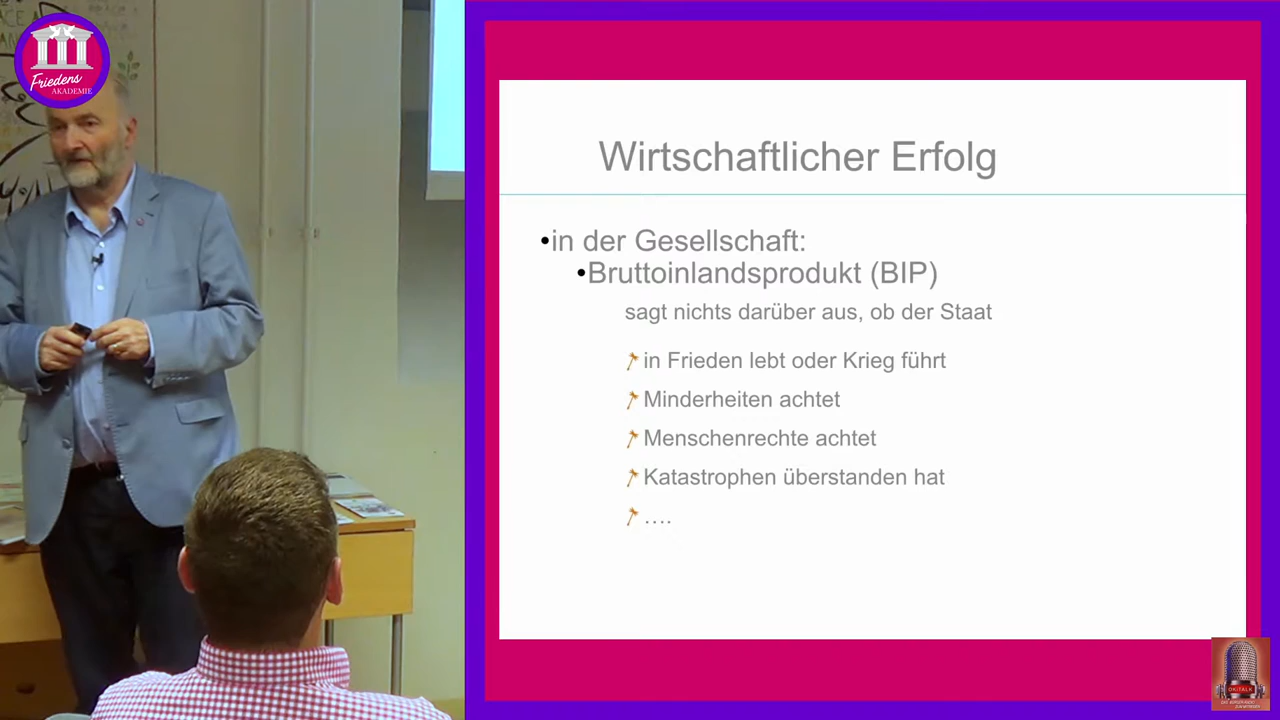 Friedens
AKADEMIE
Wirtschaftlicher Erfolg
•in der Gesellschaft:
•Bruttoinlandsprodukt (BIP)
sagt nichts darüber aus, ob der Staat
in Frieden lebt oder Krieg führt
Minderheiten achtet
Menschenrechte achtet
Katastrophen überstanden hat
….